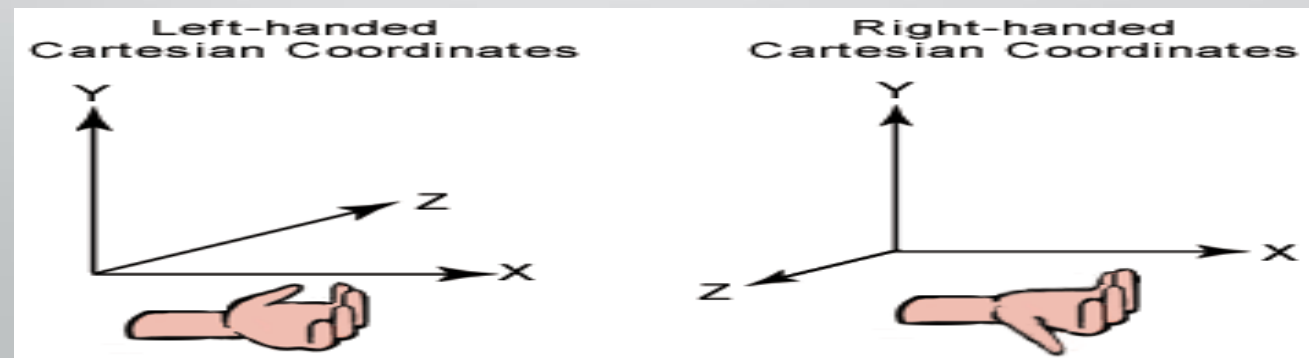 Left-handed
Cartesian Coordinates
Y
Z
X
Right-handed
Cartesian Coordinates
Y
X
Z